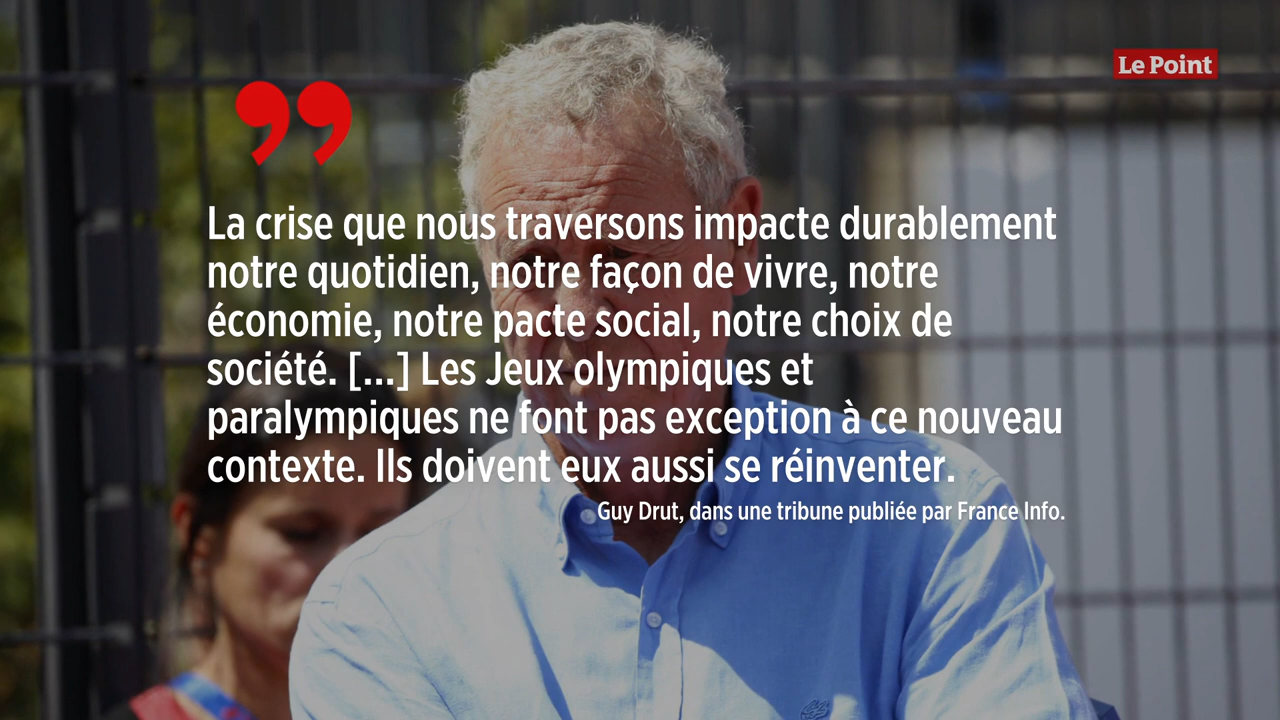 Le Point
La crise que nous traversons impacte durablement
notre quotidien, notre façon de vivre, notre
économie, notre pacte social, notre choix de
société. [...] Les Jeux olympiques et
paralympiques ne font pas exception à ce nouveau
contexte. Ils doivent eux aussi se réinventer.
Guy Drut, dans une tribune publiée par France Info.